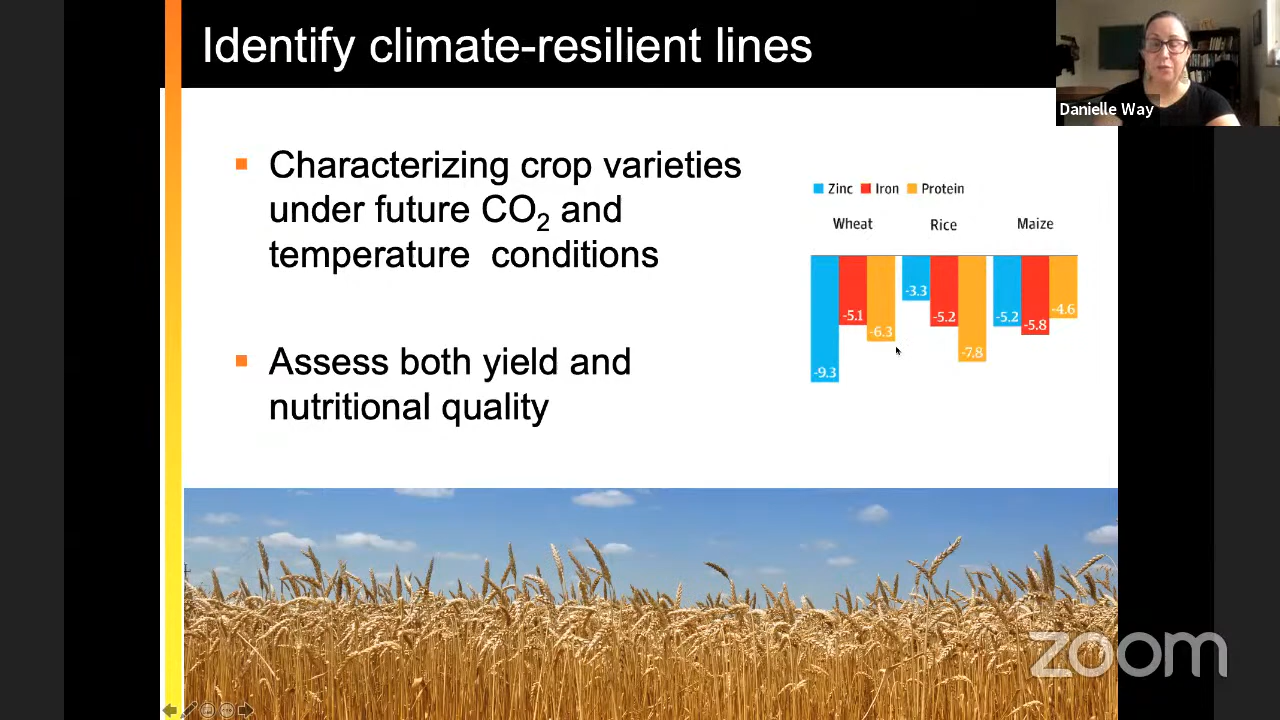 Identify climate-resilient lines
Danielle Way
Characterizing crop varieties
under future CO₂ and
temperature  conditions
Assess both yield and
nutritional quality
Zinc Iron Protein
Wheat Rice Maize
-9.3 -5.1 -6.3 -3.3 -5.2 -7.8 -5.2 -5.8 -4.6
zoom